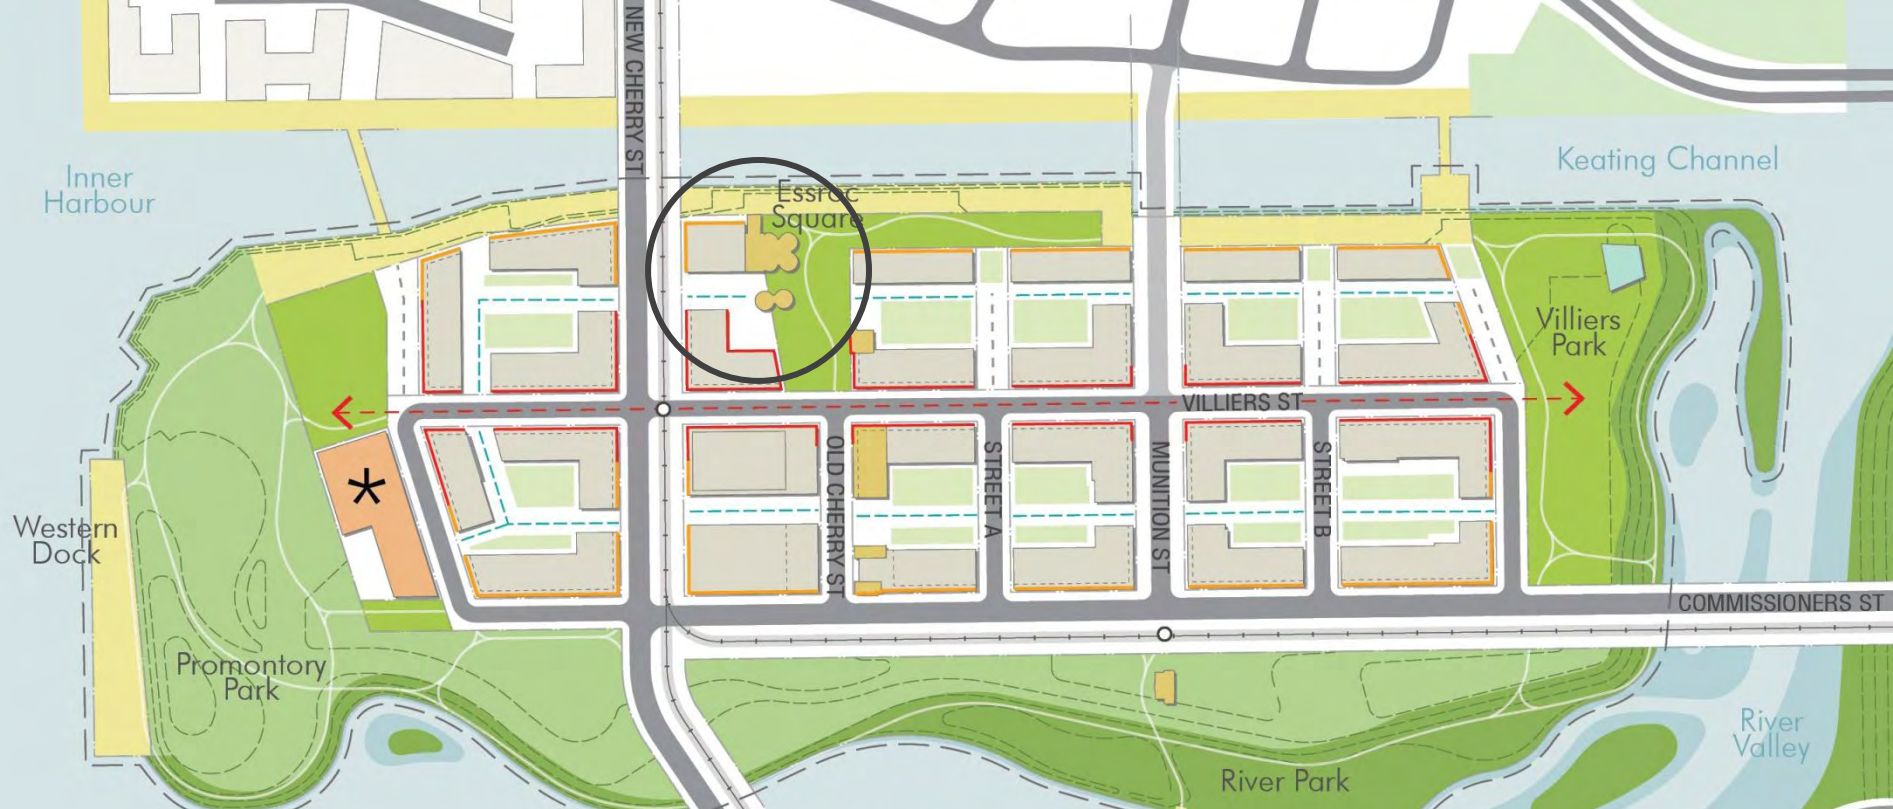 NEW CHERRY ST
Inner
Harbour
Essroc
Square
Keating Channel
Villiers
Park
VILLIERS ST
OLD CHERRY ST
STREET A
MUNITION ST
STREET B
*
Western
Dock
COMMISSIONERS ST
Promontory
Park
River Park
River
Valley